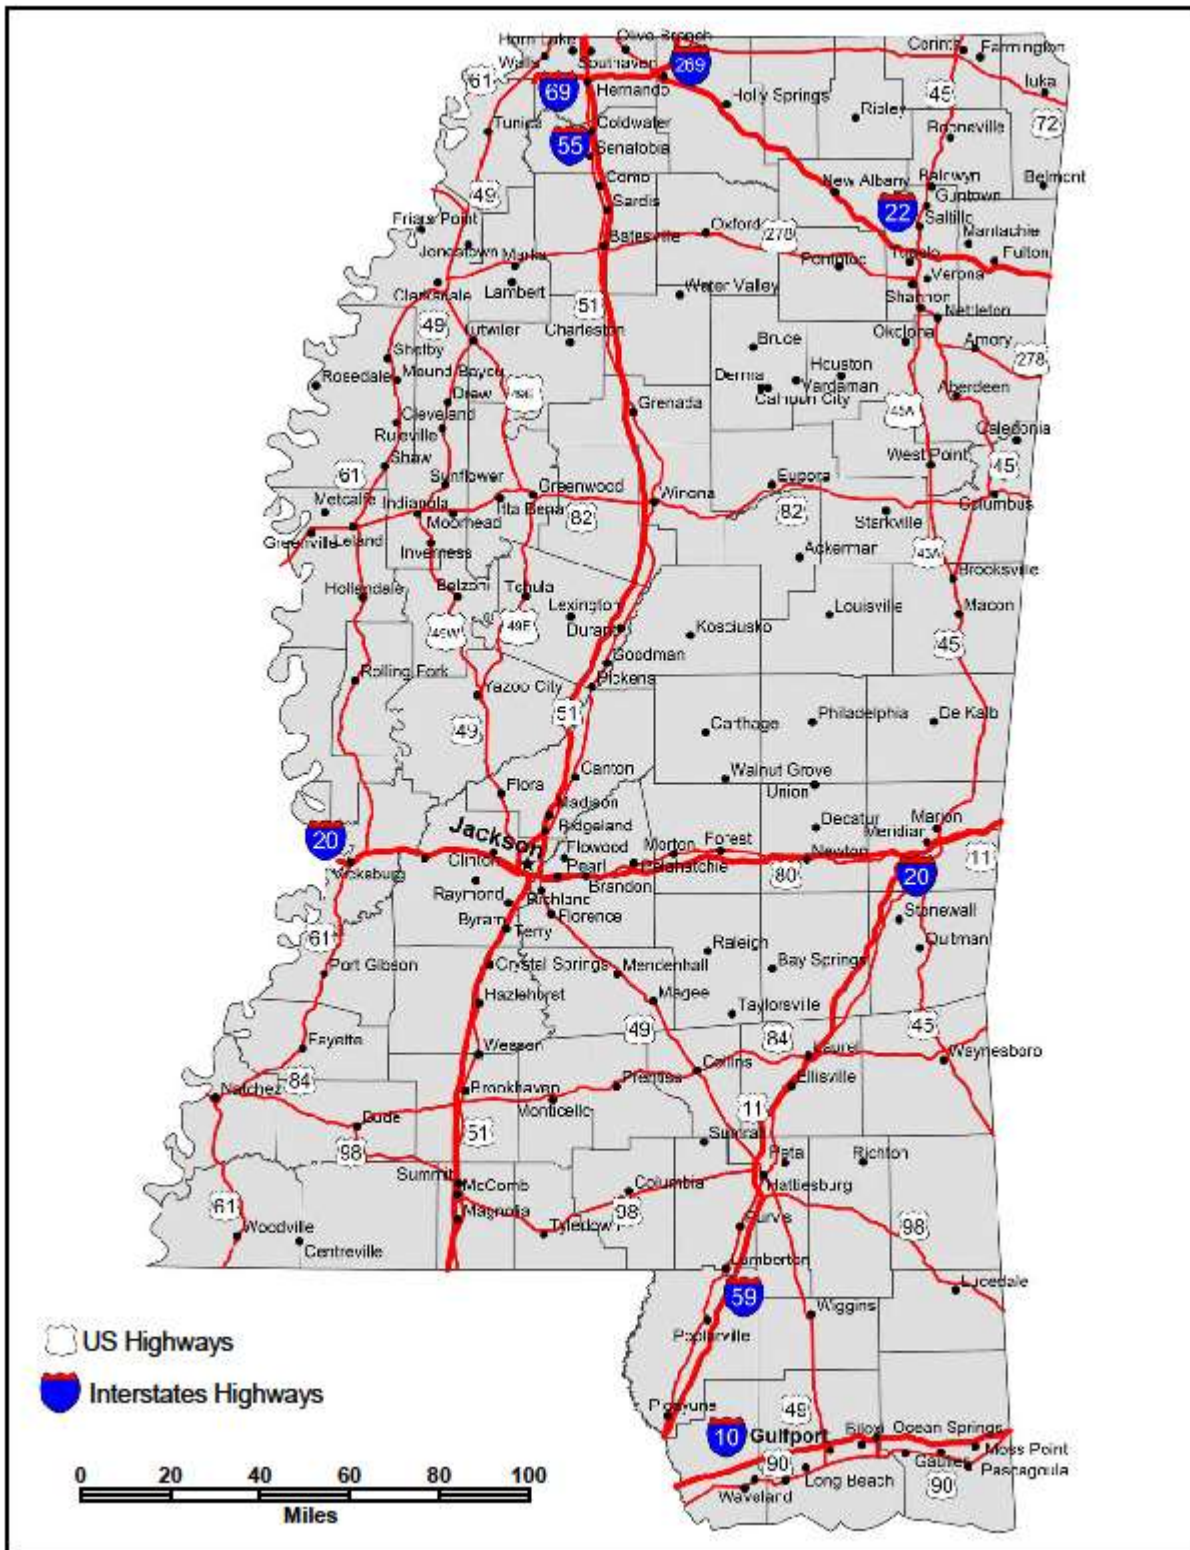 Horn Lake
Olive Branch
Walls
Southaven
269
Corinth
Farmington
61
69
Hernando
Holly Springs
45
Iuka
Ripley
72
Tunica
Coldwater
Booneville
55
Senatobia
Como
New Albany
Baldwyn
Belmont
49
Sardis
22
Guntown
Saltillo
Friars Point
Oxford
278
Mantachie
Jonestown
Batesville
Marks
Pontotoc
Tupelo
Fulton
Clarksdale
Lambert
Water Valley
Verona
Shannon
51
Nettleton
49
Tutwiler
Charleston
Bruce
Okolona
Amory
Shelby
278
Rosedale
Mound Bayou
Derma
Houston
Vardaman
Calhoun City
Aberdeen
Drew
49E
Grenada
45A
Cleveland
Ruleville
Caledonia
Shaw
West Point
45
61
Sunflower
Greenwood
Eupora
Metcalfe
Indianola
Itta Bena
Winona
Columbus
Moorhead
82
82
Starkville
Greenville
Leland
Inverness
Ackerman
45A
Hollandale
Belzoni
Tchula
Brooksville
Lexington
Louisville
Macon
49W
49E
Durant
Kosciusko
45
Goodman
Rolling Fork
Pickens
Yazoo City
49
51
Carthage
Philadelphia
De Kalb
Canton
Walnut Grove
Flora
Union
Madison
20
Jackson
Ridgeland
Decatur
Marion
Meridian
Flowood
Morton
Forest
Vicksburg
Clinton
Pearl
Pelahatchie
Newton
11
Brandon
80
20
Raymond
Richland
Byram
Florence
Stonewall
61
Terry
Raleigh
Quitman
Port Gibson
Crystal Springs
Mendenhall
Bay Springs
Hazlehurst
Magee
Taylorsville
49
45
Fayette
Wesson
84
Laurel
Waynesboro
84
Collins
Natchez
Brookhaven
Prentiss
Ellisville
Bude
Monticello
11
51
Sumrall
98
Petal
Richton
Summit
McComb
Columbia
Hattiesburg
61
Magnolia
98
Woodville
Tylertown
Purvis
98
Centreville
Lumberton
59
Lucedale
Wiggins
US Highways
Poplarville
Interstates Highways
Picayune
49
10
Gulfport
Biloxi
Ocean Springs
Moss Point
90
Gautier
Pascagoula
Long Beach
90
Waveland
0 20 40 60 80 100
Miles